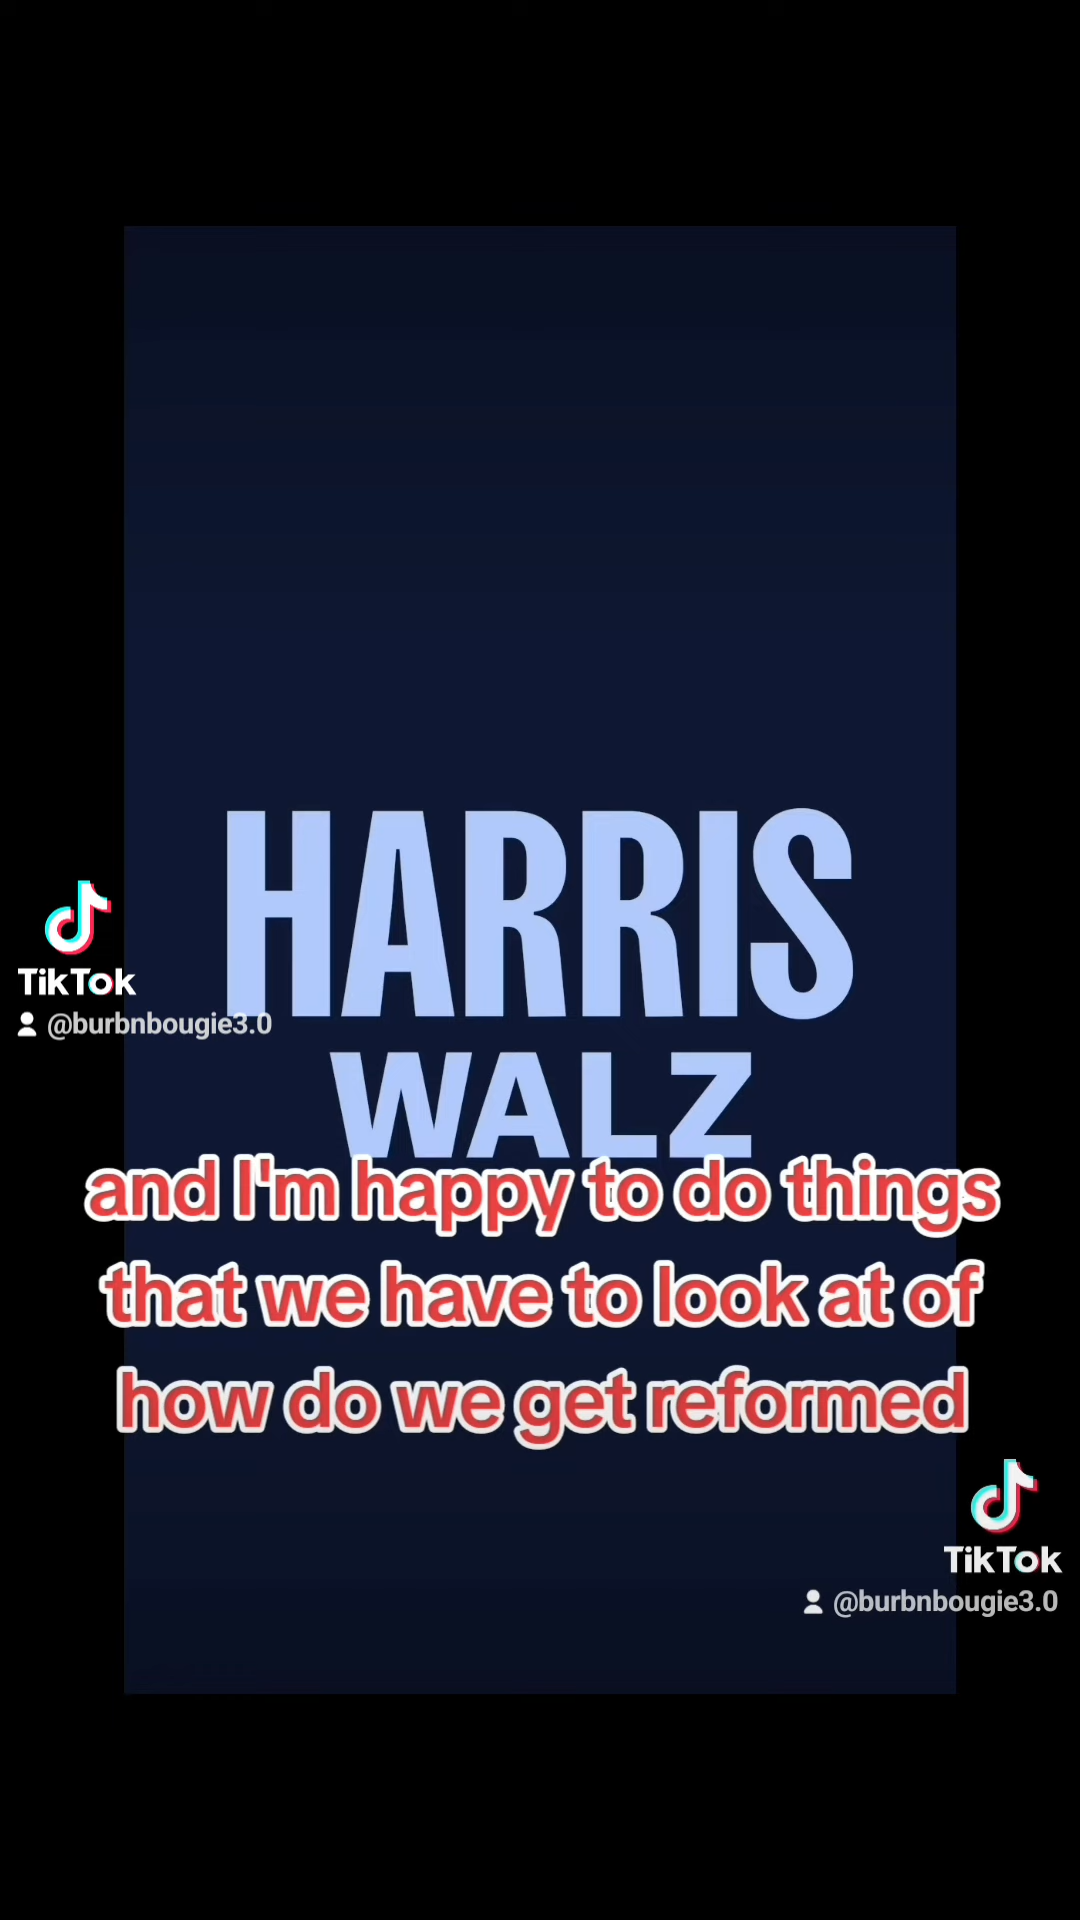 HARRIS
TikTok
@burbnbougie3.0
WALZ
and I'm happy to do things
that we have to look at of
how do we get reformed
TikTok
@burbnbougie3.0